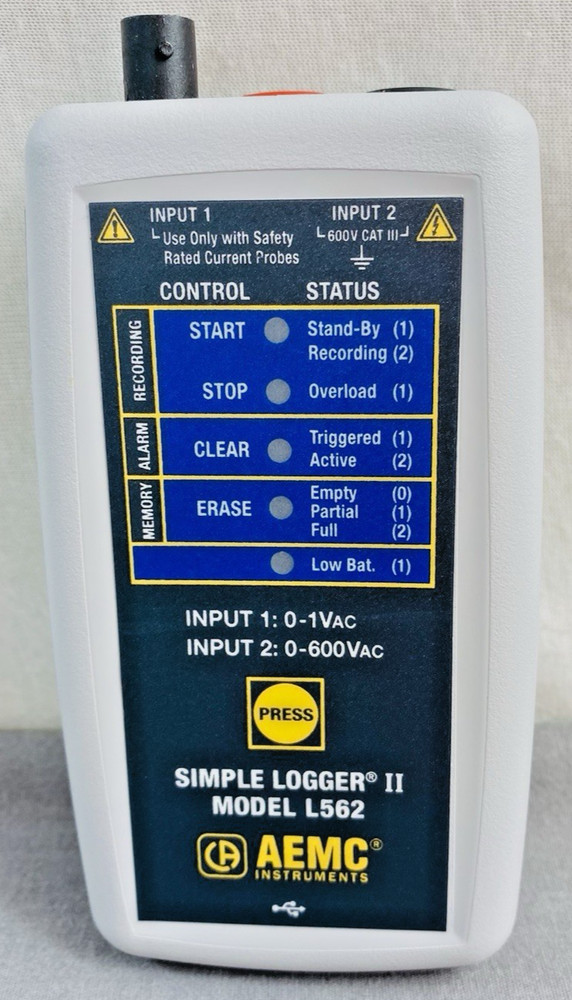 INPUT 1 INPUT 2
Use Only with Safety 600V CAT III
Rated Current Probes
CONTROL STATUS
RECORDING
START Stand-By (1)
Recording (2)
STOP Overload (1)
ALARM
CLEAR Triggered (1)
Active (2)
MEMORY
ERASE Empty (0)
Partial (1)
Full (2)
Low Bat. (1)
INPUT 1: 0-1VAC
INPUT 2: 0-600VAC
PRESS
SIMPLE LOGGER® II
MODEL L562
CA AEMC®
INSTRUMENTS